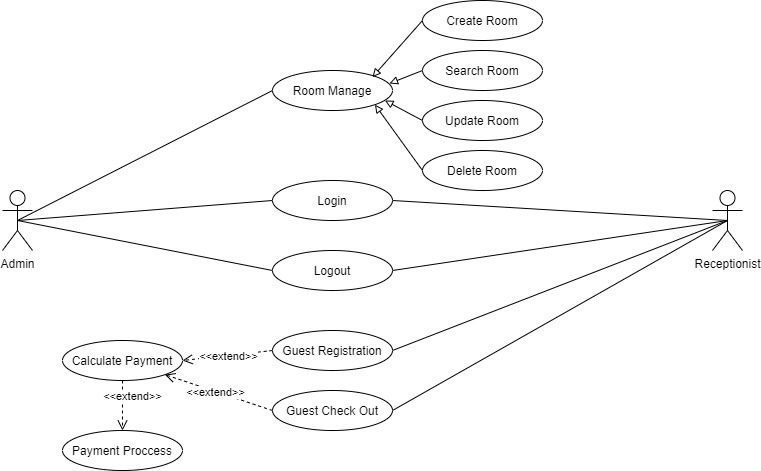 Create Room
Search Room
Room Manage
Update Room
Delete Room
Login
Admin
Receptionist
Logout
Guest Registration
<<extend>>
Calculate Payment
<<extend>>
<<extend>>
Guest Check Out
Payment Proccess